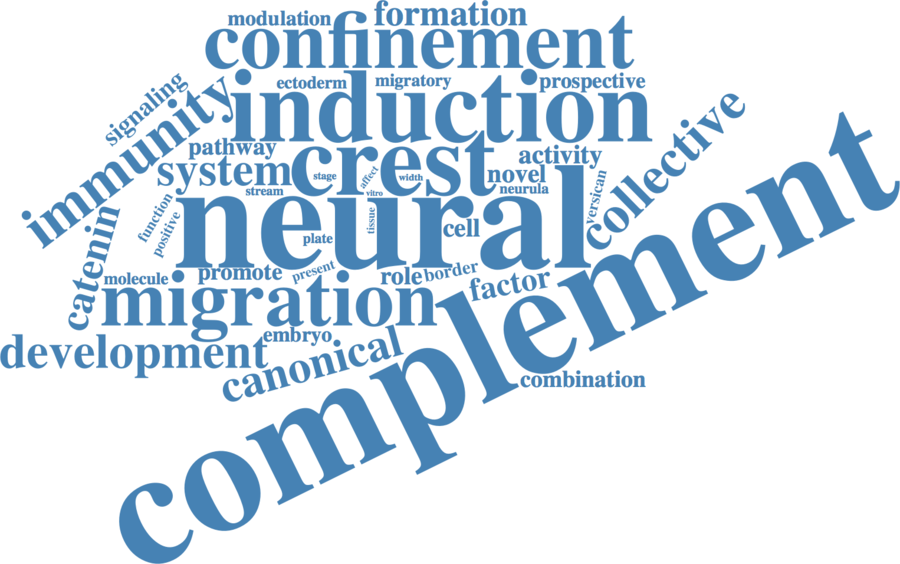 modulation
formation
confinement
signaling
ectoderm
migratory
prospective
immunity
induction
collective
pathway
crest
activity
system
stage
affect
width
novel
stream
vitro
neurula
versican
function
positive
neural
tissue
plate
cell
complement
catenin
molecule
promote
present
role
border
factor
migration
embryo
development
canonical
combination